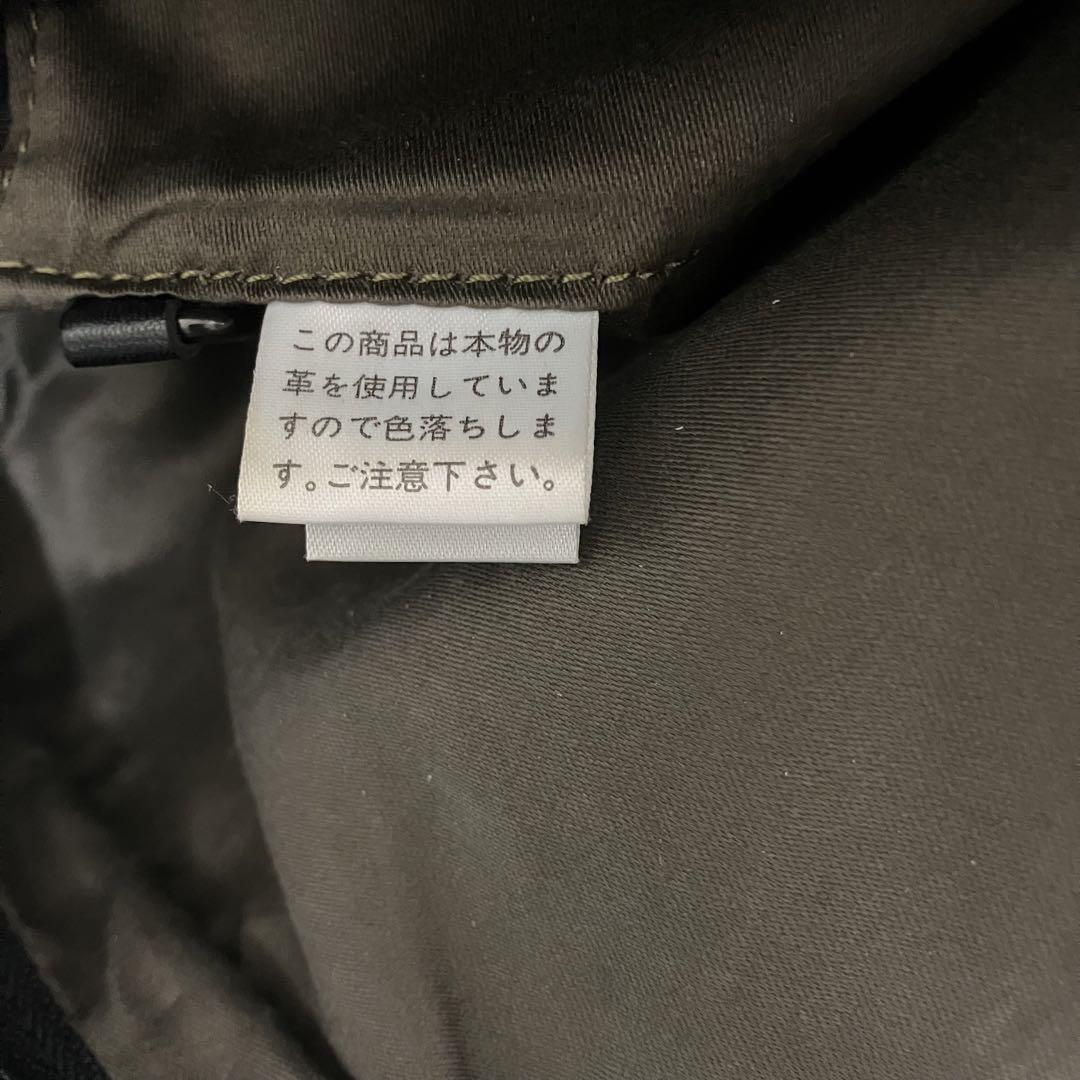 この商品は本物の
革を使用していま
すので色落ちしま
す。ご注意下さい。